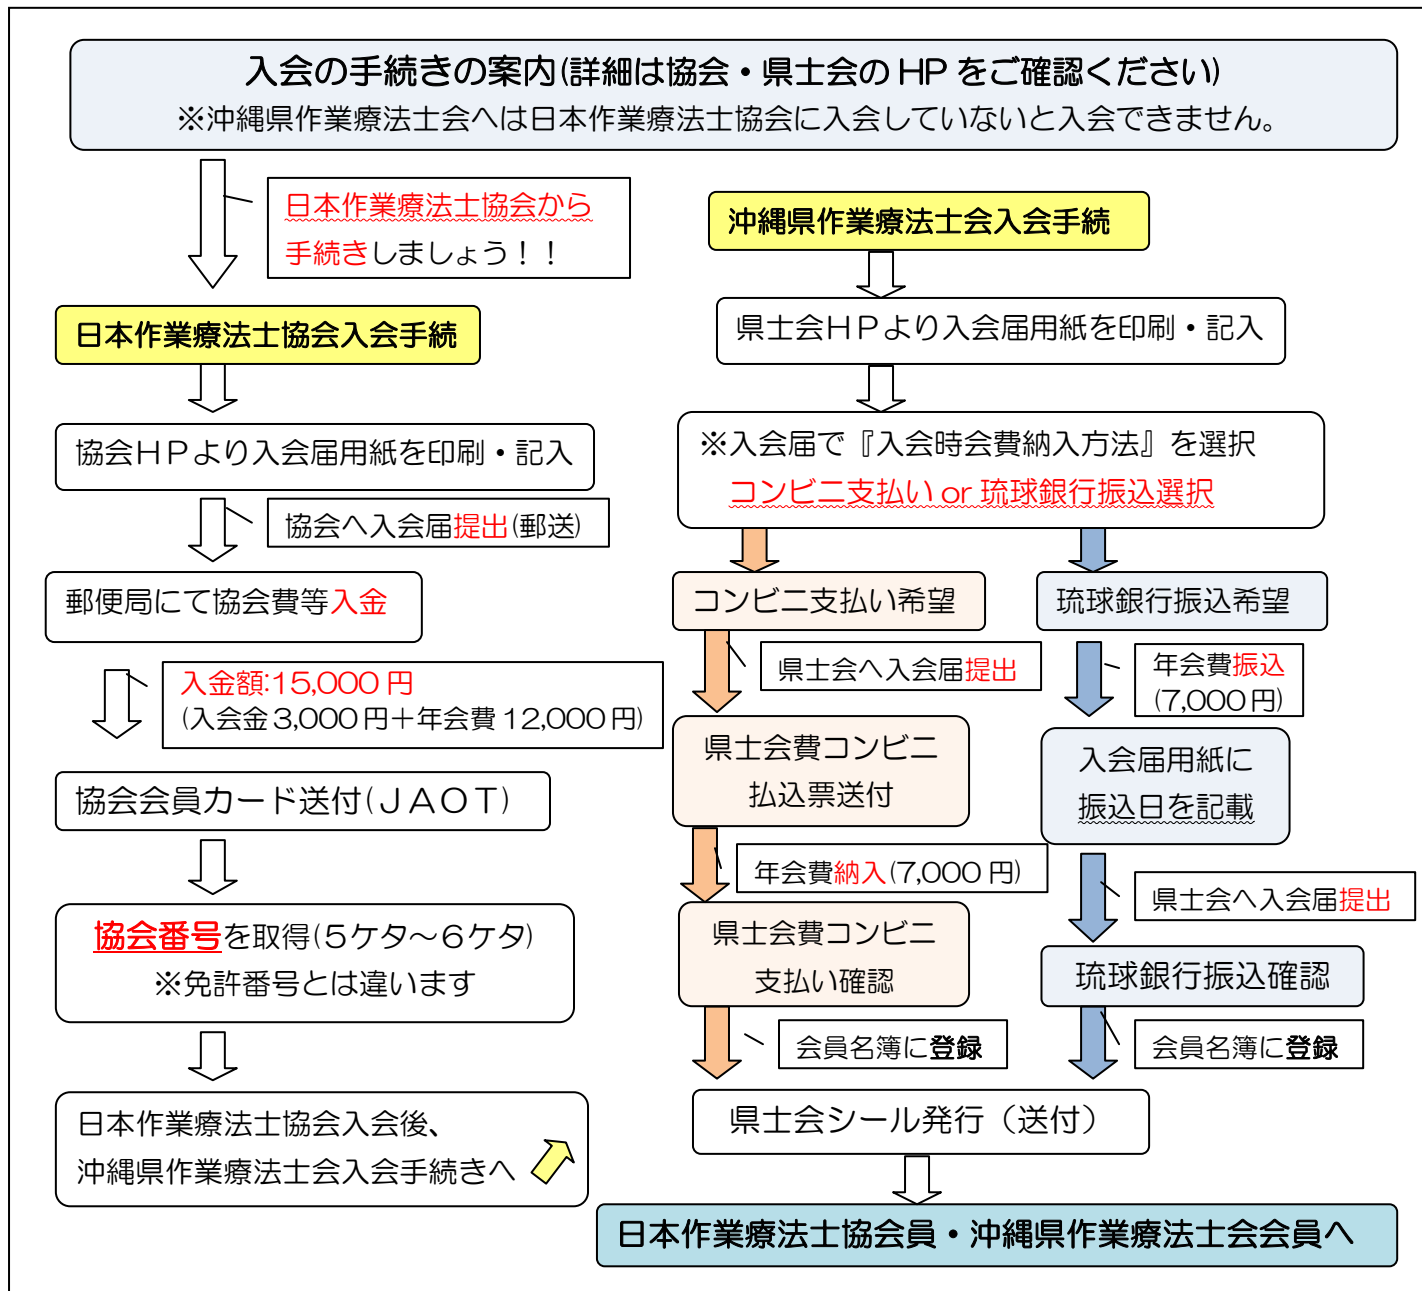 入会の手続きの案内(詳細は協会・県士会のHPをご確認ください)
※沖縄県作業療法士会へは日本作業療法士協会に入会していないと入会できません。
日本作業療法士協会から
手続きしましょう！！
日本作業療法士協会入会手続
協会ＨＰより入会届用紙を印刷・記入
協会へ入会届提出(郵送)
郵便局にて協会費等入金
入金額:15,000円
(入会金3,000円＋年会費12,000円)
協会会員カード送付(ＪＡＯＴ)
協会番号を取得(５ケタ～６ケタ)
※免許番号とは違います
日本作業療法士協会入会後、
沖縄県作業療法士会入会手続きへ
沖縄県作業療法士会入会手続
県士会ＨＰより入会届用紙を印刷・記入
※入会届で『入会時会費納入方法』を選択
コンビニ支払い or 琉球銀行振込選択
コンビニ支払い希望
県士会へ入会届提出
県士会費コンビニ
払込票送付
年会費納入(7,000円)
県士会費コンビニ
支払い確認
会員名簿に登録
琉球銀行振込希望
年会費振込
(7,000円)
入会届用紙に
振込日を記載
県士会へ入会届提出
琉球銀行振込確認
会員名簿に登録
県士会シール発行（送付）
日本作業療法士協会員・沖縄県作業療法士会会員へ